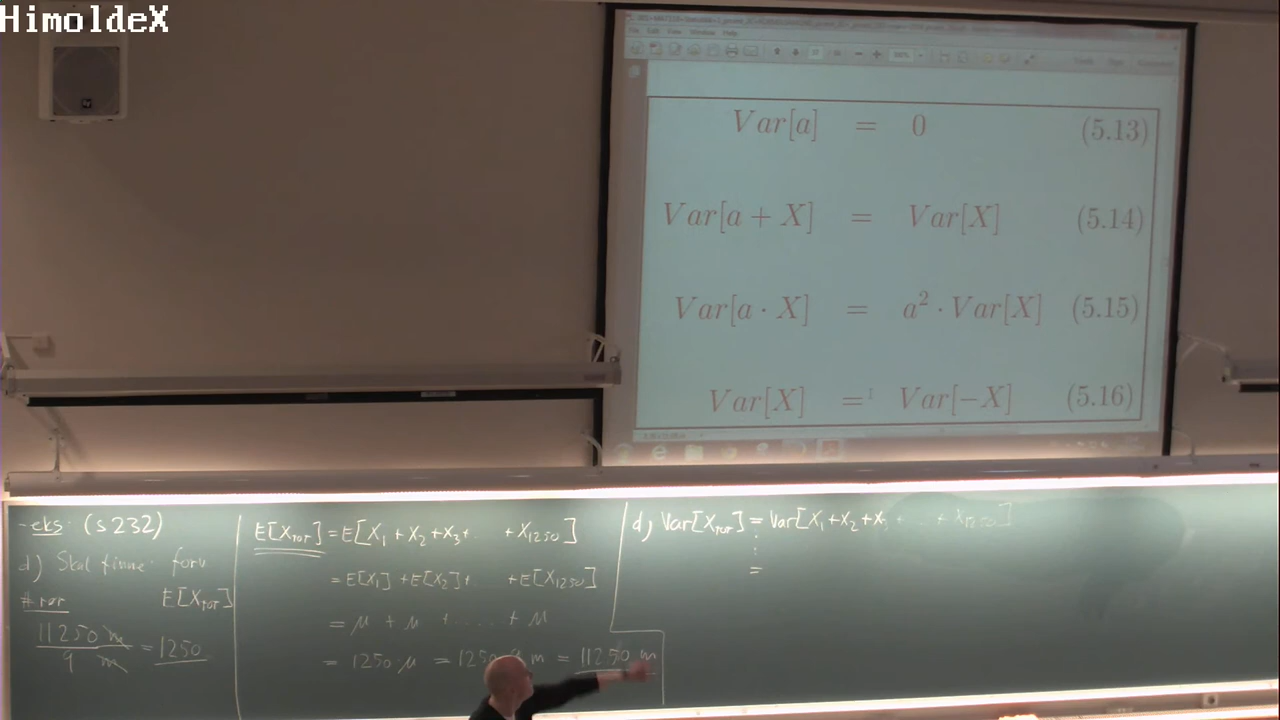 HimoldeX
Var[a] = 0 (5.13)
Var[a + X] = Var[X] (5.14)
Var[a · X] = a² · Var[X] (5.15)
Var[X] = Var[−X] (5.16)
- eks: (s 232)
d) Skal finne: forv
# rør E[X_rør]
11250 m / 9 m = 1250
E[X_rør] = E[X₁ + X₂ + X₃ + ... + X₁₂₅₀]
= E[X₁] + E[X₂] + ... + E[X₁₂₅₀]
= μ + μ + ..... + μ
= 1250 μ = 1250 · 9 m = 11250 m
d) Var[X_rør] = Var[X₁ + X₂ + X₃ + ... + X₁₂₅₀]
⋮
=